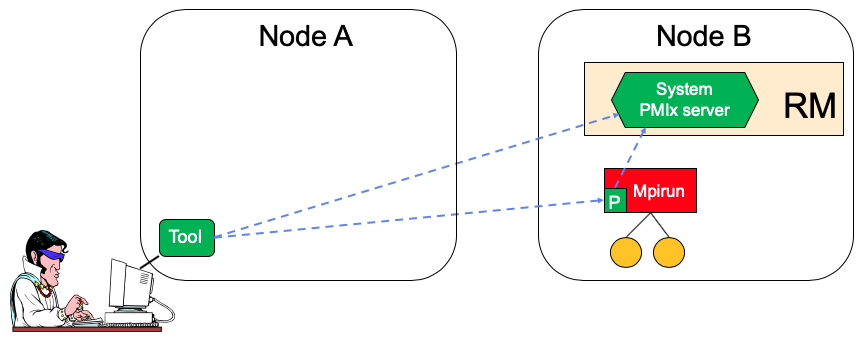 Node A
Node B
System
PMIx server
RM
Mpirun
P
Tool